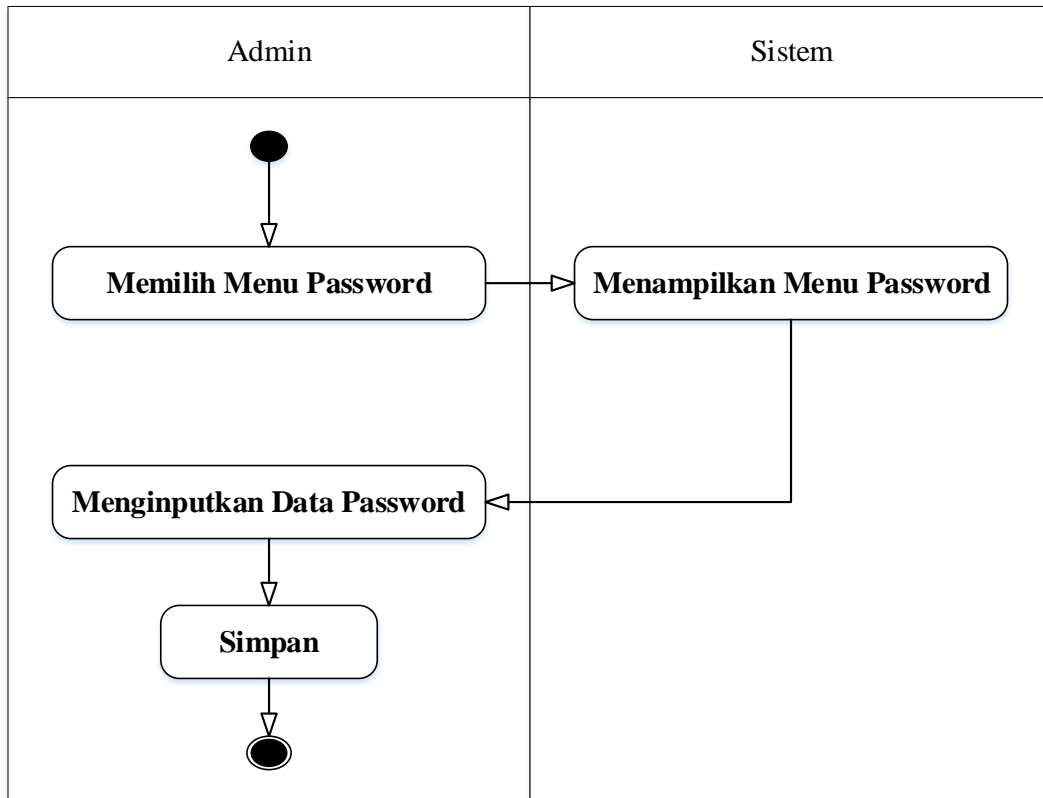 Admin
Sistem
Memilih Menu Password
Menampilkan Menu Password
Menginputkan Data Password
Simpan